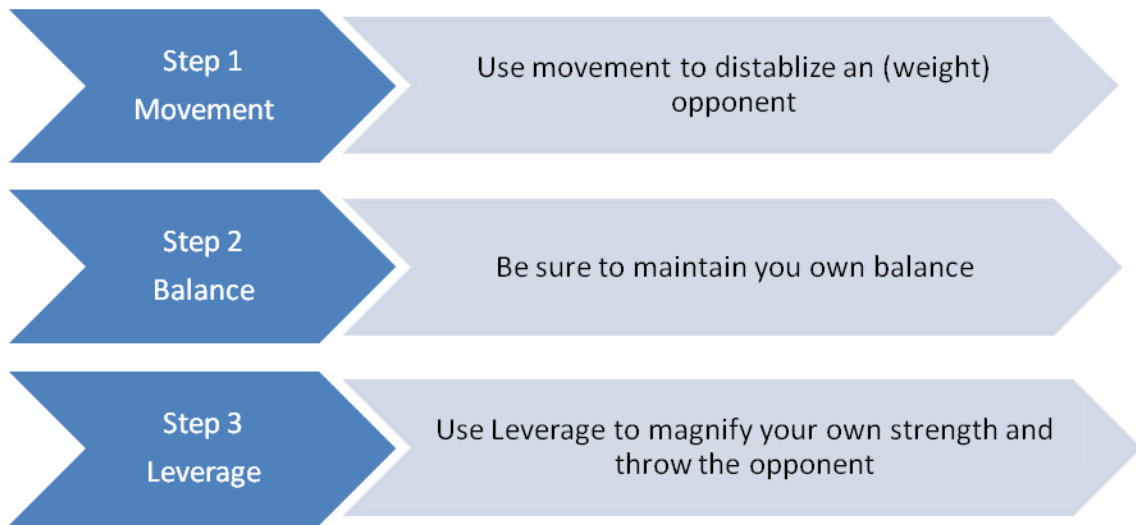 Step 1
Movement
Use movement to distablize an (weight)
opponent
Step 2
Balance
Be sure to maintain you own balance
Step 3
Leverage
Use Leverage to magnify your own strength and
throw the opponent